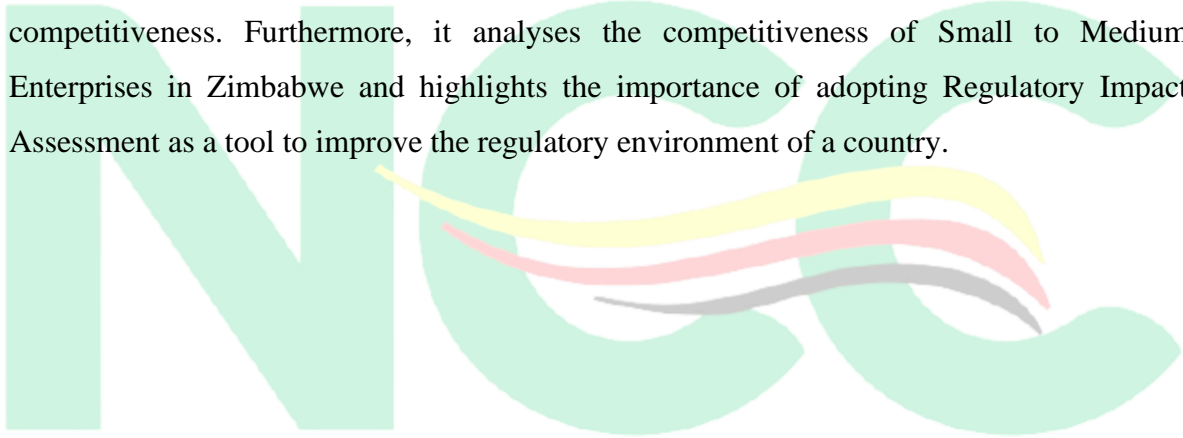 competitiveness. Furthermore, it analyses the competitiveness of Small to Medium
Enterprises in Zimbabwe and highlights the importance of adopting Regulatory Impact
Assessment as a tool to improve the regulatory environment of a country.
NCC